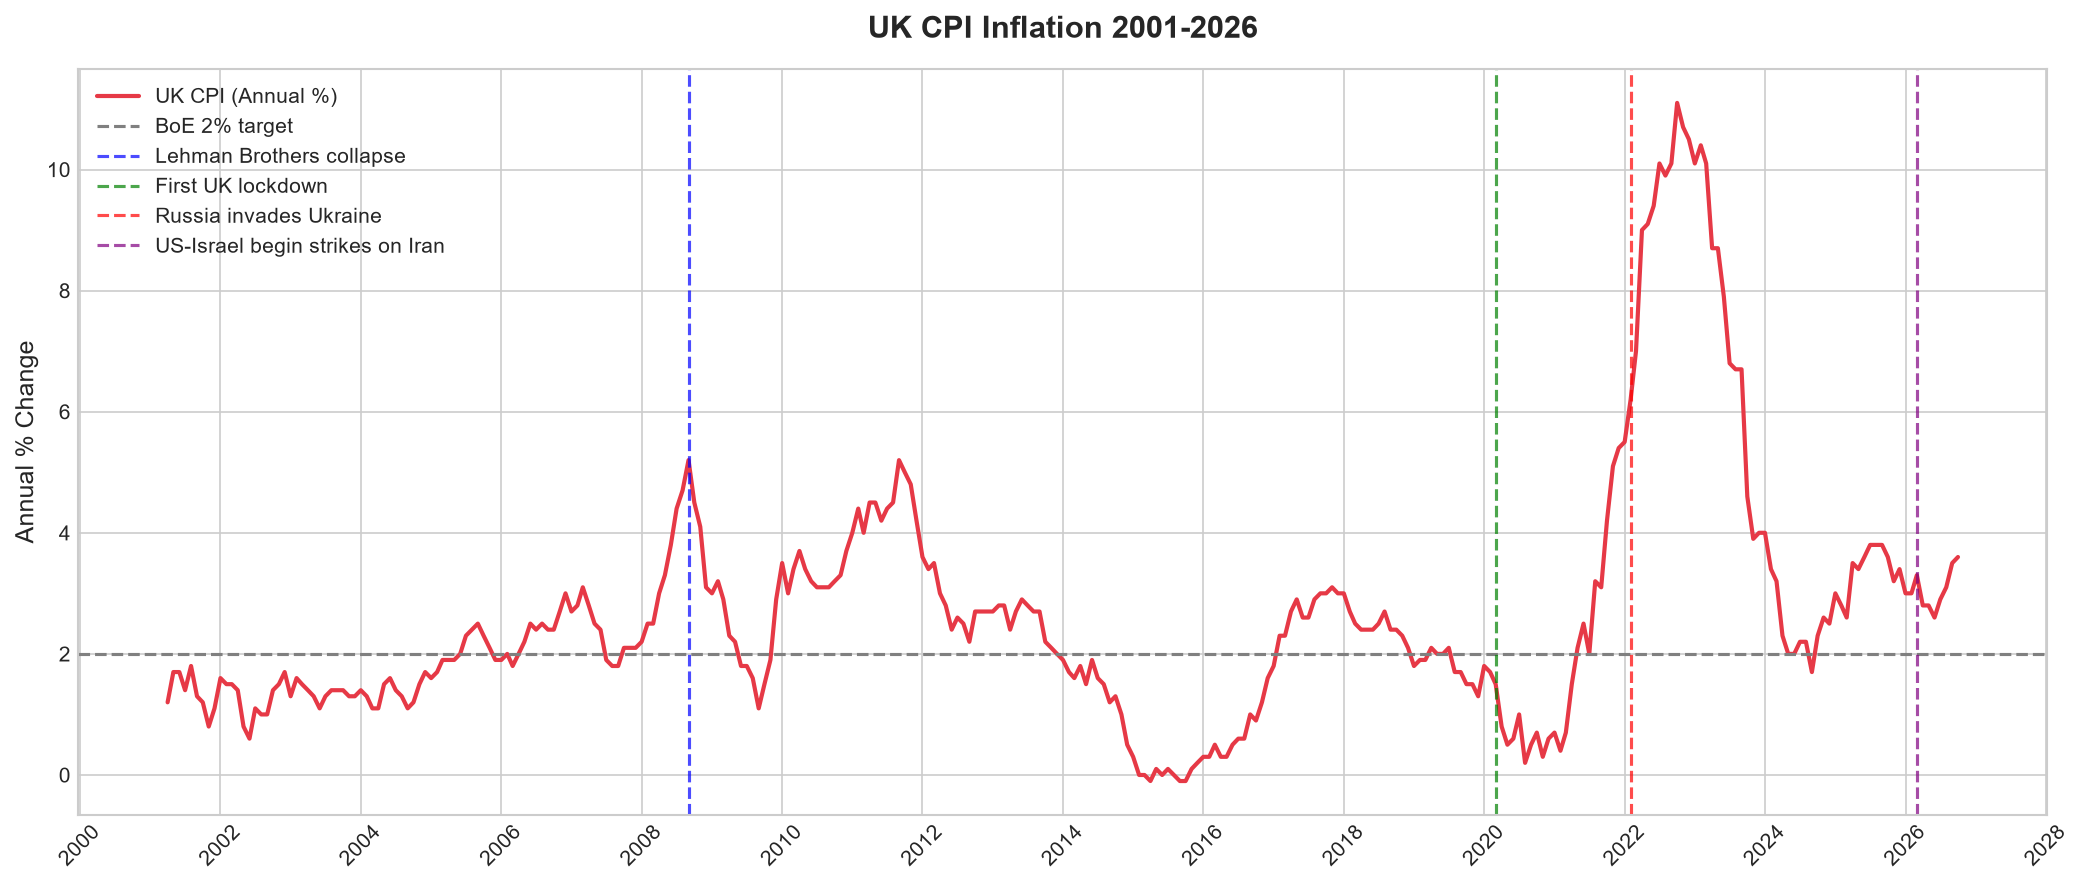 UK CPI Inflation 2001-2026
UK CPI (Annual %)
BoE 2% target
Lehman Brothers collapse
First UK lockdown
Russia invades Ukraine
US-Israel begin strikes on Iran
Annual % Change
10
8
6
4
2
0
2000
2002
2004
2006
2008
2010
2012
2014
2016
2018
2020
2022
2024
2026
2028